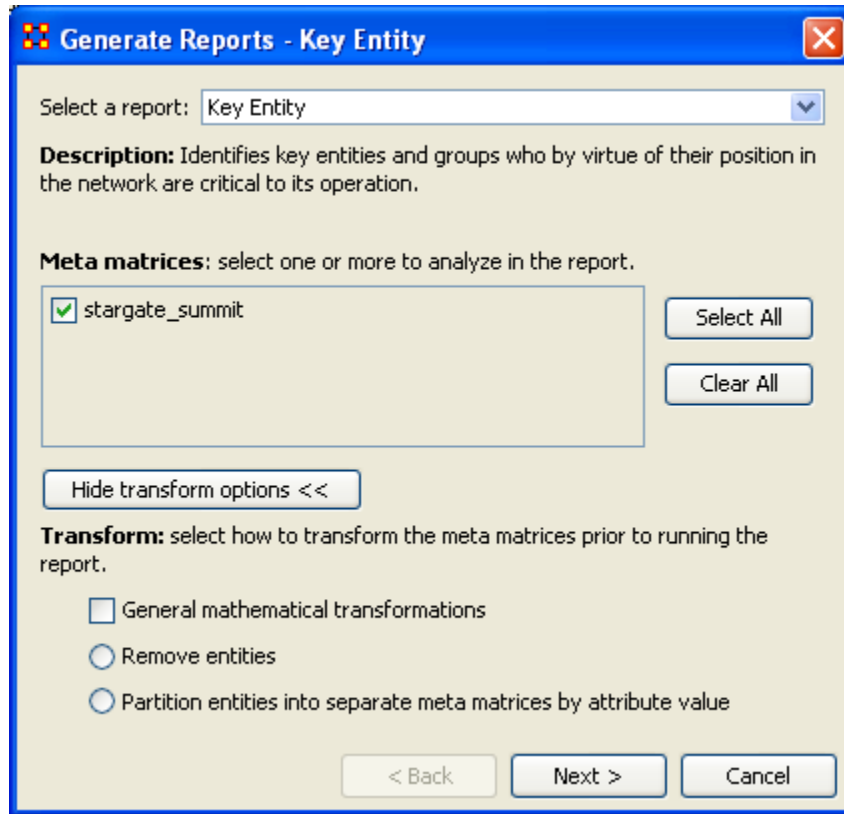 Generate Reports - Key Entity
Select a report: Key Entity
Description: Identifies key entities and groups who by virtue of their position in
the network are critical to its operation.
Meta matrices: select one or more to analyze in the report.
stargate_summit
Select All
Clear All
Hide transform options <<
Transform: select how to transform the meta matrices prior to running the
report.
General mathematical transformations
Remove entities
Partition entities into separate meta matrices by attribute value
< Back Next > Cancel